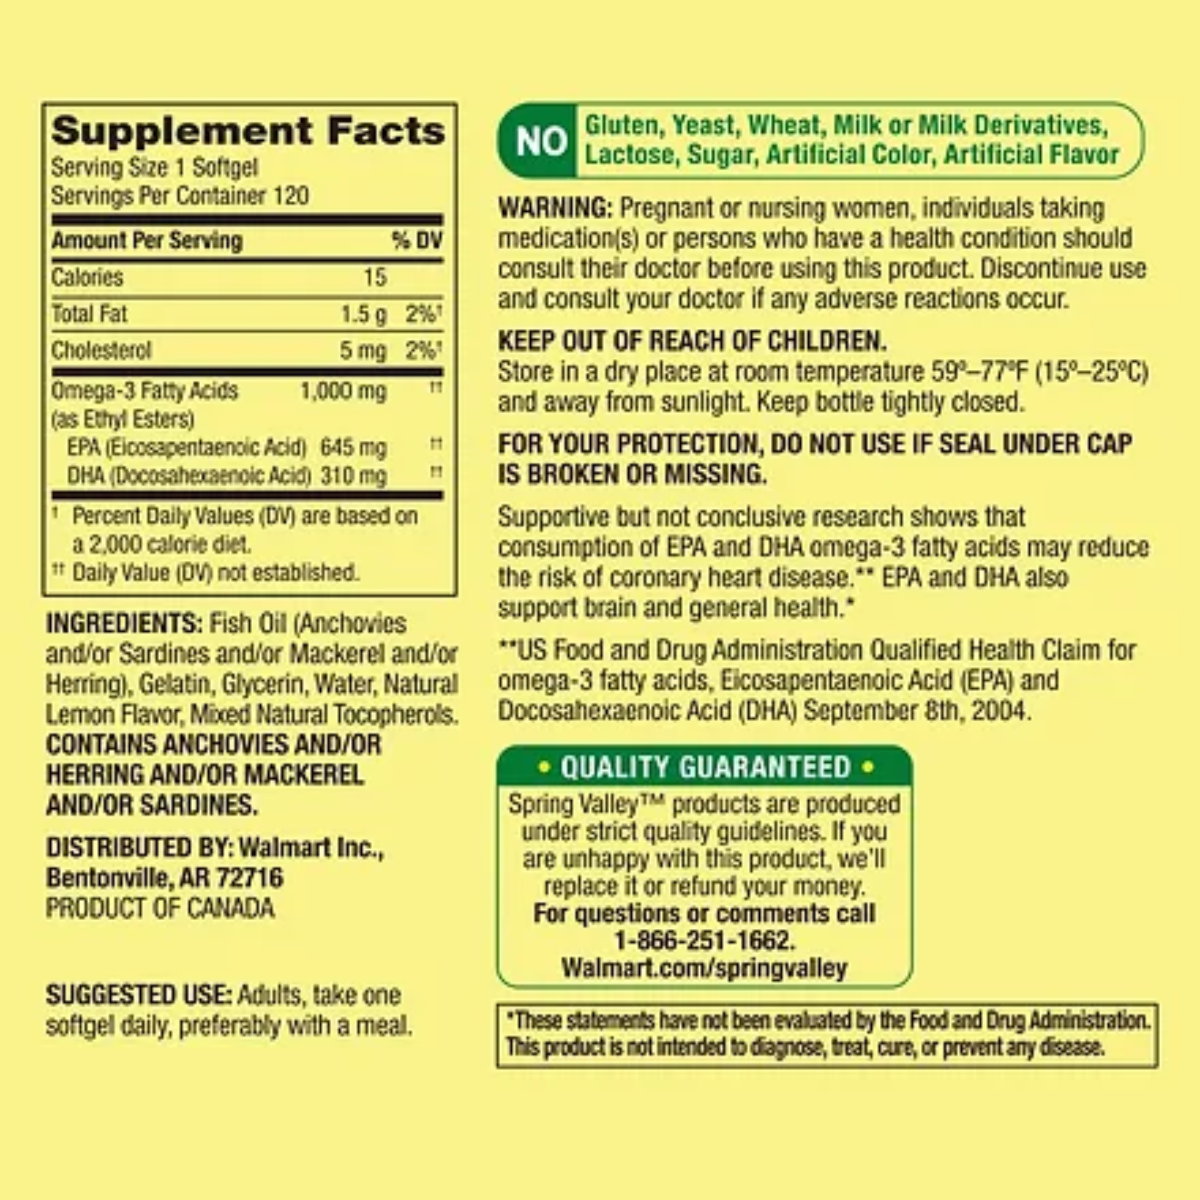 Supplement Facts
Serving Size 1 Softgel
Servings Per Container 120
Amount Per Serving % DV
Calories 15
Total Fat 1.5 g 2%†
Cholesterol 5 mg 2%†
Omega-3 Fatty Acids 1,000 mg ††
(as Ethyl Esters)
EPA (Eicosapentaenoic Acid) 645 mg ††
DHA (Docosahexaenoic Acid) 310 mg ††
† Percent Daily Values (DV) are based on
a 2,000 calorie diet.
†† Daily Value (DV) not established.
INGREDIENTS: Fish Oil (Anchovies
and/or Sardines and/or Mackerel and/or
Herring), Gelatin, Glycerin, Water, Natural
Lemon Flavor, Mixed Natural Tocopherols.
CONTAINS ANCHOVIES AND/OR
HERRING AND/OR MACKEREL
AND/OR SARDINES.
DISTRIBUTED BY: Walmart Inc.,
Bentonville, AR 72716
PRODUCT OF CANADA
SUGGESTED USE: Adults, take one
softgel daily, preferably with a meal.
NO Gluten, Yeast, Wheat, Milk or Milk Derivatives,
Lactose, Sugar, Artificial Color, Artificial Flavor
WARNING: Pregnant or nursing women, individuals taking
medication(s) or persons who have a health condition should
consult their doctor before using this product. Discontinue use
and consult your doctor if any adverse reactions occur.
KEEP OUT OF REACH OF CHILDREN.
Store in a dry place at room temperature 59º–77ºF (15º–25ºC)
and away from sunlight. Keep bottle tightly closed.
FOR YOUR PROTECTION, DO NOT USE IF SEAL UNDER CAP
IS BROKEN OR MISSING.
Supportive but not conclusive research shows that
consumption of EPA and DHA omega-3 fatty acids may reduce
the risk of coronary heart disease.** EPA and DHA also
support brain and general health.*
**US Food and Drug Administration Qualified Health Claim for
omega-3 fatty acids, Eicosapentaenoic Acid (EPA) and
Docosahexaenoic Acid (DHA) September 8th, 2004.
• QUALITY GUARANTEED •
Spring Valley™ products are produced
under strict quality guidelines. If you
are unhappy with this product, we'll
replace it or refund your money.
For questions or comments call
1-866-251-1662.
Walmart.com/springvalley
*These statements have not been evaluated by the Food and Drug Administration.
This product is not intended to diagnose, treat, cure, or prevent any disease.